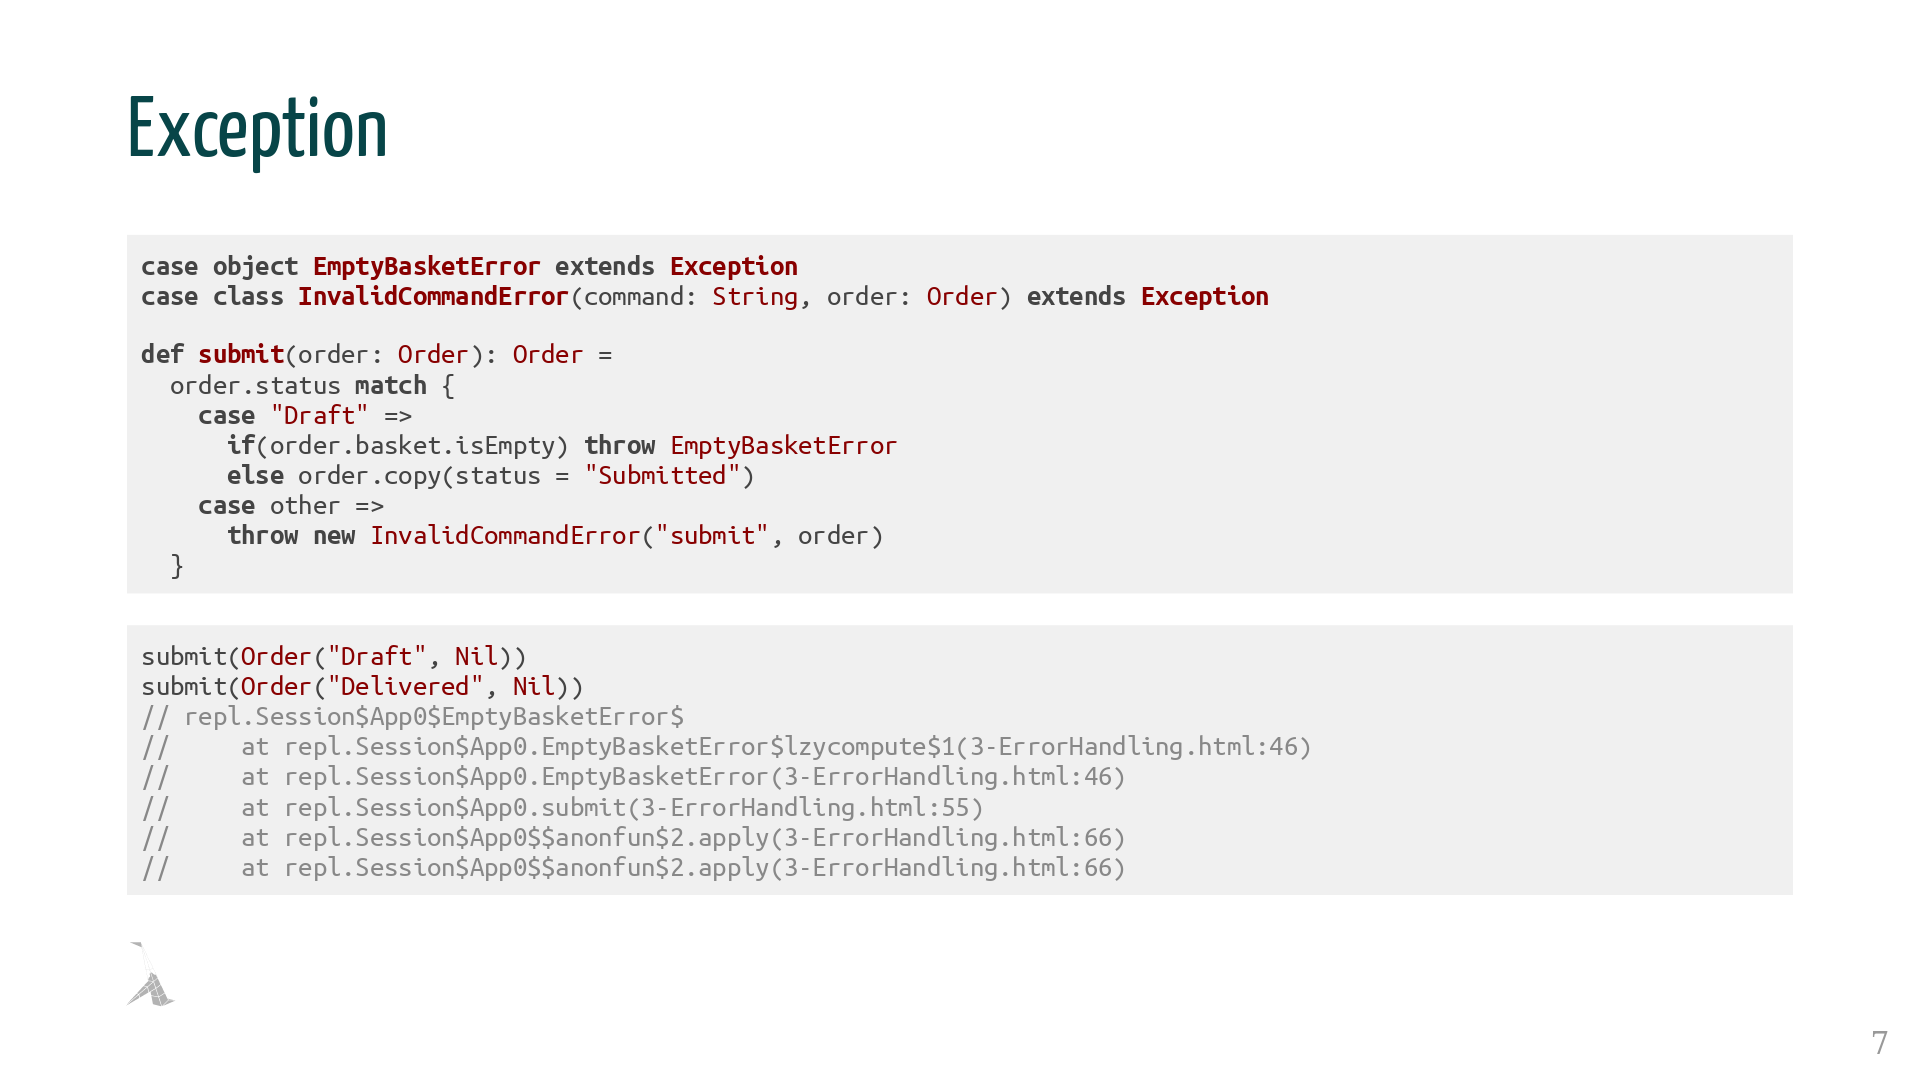 Exception
case object EmptyBasketError extends Exception
case class InvalidCommandError(command: String, order: Order) extends Exception
def submit(order: Order): Order =
  order.status match {
    case "Draft" =>
      if(order.basket.isEmpty) throw EmptyBasketError
      else order.copy(status = "Submitted")
    case other =>
      throw new InvalidCommandError("submit", order)
  }
submit(Order("Draft", Nil))
submit(Order("Delivered", Nil))
// repl.Session$App0$EmptyBasketError$
//     at repl.Session$App0.EmptyBasketError$lzycompute$1(3-ErrorHandling.html:46)
//     at repl.Session$App0.EmptyBasketError(3-ErrorHandling.html:46)
//     at repl.Session$App0.submit(3-ErrorHandling.html:55)
//     at repl.Session$App0$$anonfun$2.apply(3-ErrorHandling.html:66)
//     at repl.Session$App0$$anonfun$2.apply(3-ErrorHandling.html:66)
7